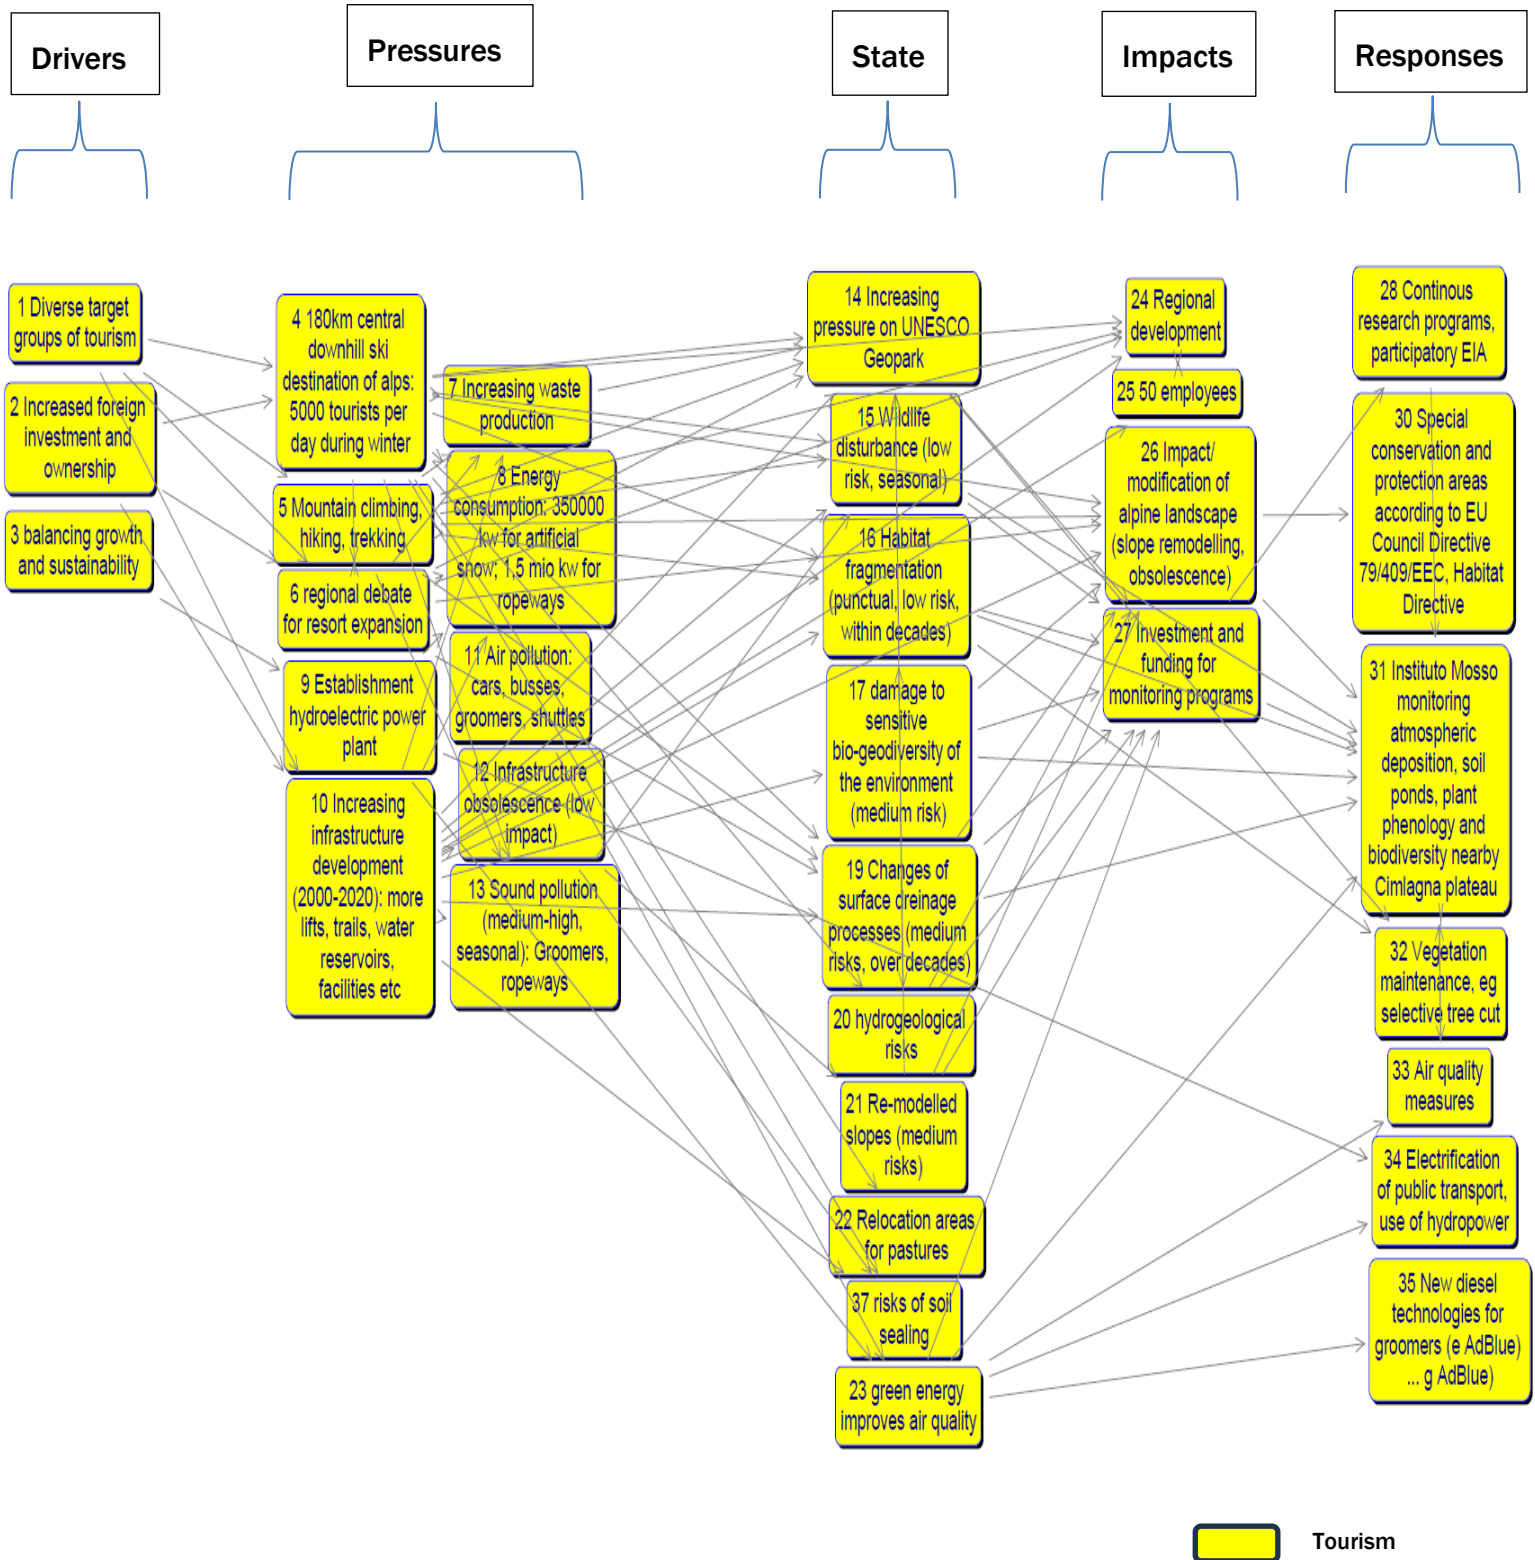 Drivers
Pressures
State
Impacts
Responses
1 Diverse target
groups of tourism
2 Increased foreign
investment and
ownership
3 balancing growth
and sustainability
4 180km central
downhill ski
destination of alps:
5000 tourists per
day during winter
5 Mountain climbing,
hiking, trekking
6 regional debate
for resort expansion
9 Establishment
hydroelectric power
plant
10 Increasing
infrastructure
development
(2000-2020): more
lifts, trails, water
reservoirs,
facilities etc
7 Increasing waste
production
8 Energy
consumption: 350000
kw for artificial
snow; 1,5 mio kw for
ropeways
11 Air pollution:
cars, busses,
groomers, shuttles
12 Infrastructure
obsolescence (low
impact)
13 Sound pollution
(medium-high,
seasonal): Groomers,
ropeways
14 Increasing
pressure on UNESCO
Geopark
15 Wildlife
disturbance (low
risk, seasonal)
16 Habitat
fragmentation
(punctual, low risk,
within decades)
17 damage to
sensitive
bio-geodiversity of
the environment
(medium risk)
19 Changes of
surface dreinage
processes (medium
risks, over decades)
20 hydrogeological
risks
21 Re-modelled
slopes (medium
risks)
22 Relocation areas
for pastures
37 risks of soil
sealing
23 green energy
improves air quality
24 Regional
development
25 50 employees
26 Impact/
modification of
alpine landscape
(slope remodelling,
obsolescence)
27 Investment and
funding for
monitoring programs
28 Continous
research programs,
participatory EIA
30 Special
conservation and
protection areas
according to EU
Council Directive
79/409/EEC, Habitat
Directive
31 Instituto Mosso
monitoring
atmospheric
deposition, soil
ponds, plant
phenology and
biodiversity nearby
Cimlagna plateau
32 Vegetation
maintenance, eg
selective tree cut
33 Air quality
measures
34 Electrification
of public transport,
use of hydropower
35 New diesel
technologies for
groomers (e AdBlue)
... g AdBlue)
Tourism